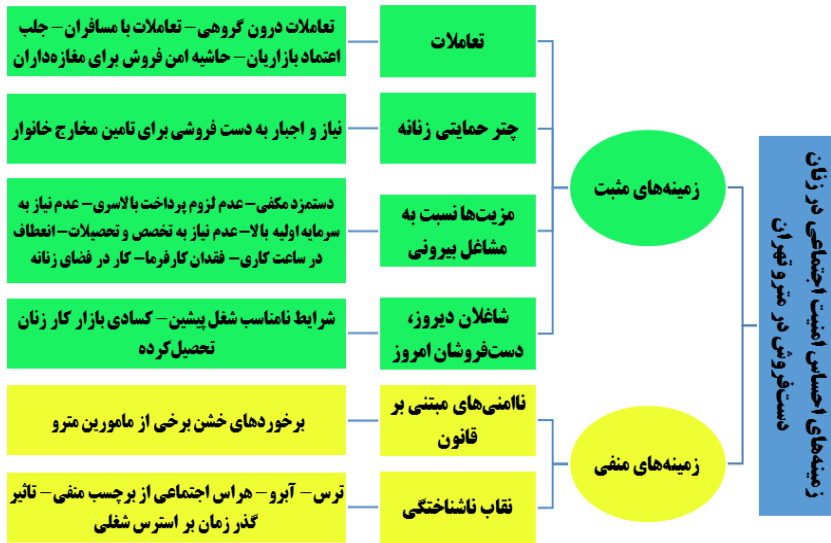 زمینه‌های احساس امنیت اجتماعی در زنان
دست‌فروش در مترو تهران
زمینه‌های مثبت
تعاملات
تعاملات درون گروهی – تعاملات با مسافران – جلب
اعتماد بازاریان – حاشیه امن فروش برای مغازه‌داران
چتر حمایتی زنانه
نیاز و اجبار به دست فروشی برای تامین مخارج خانوار
مزیت‌ها نسبت به
مشاغل بیرونی
دستمزد مکفی – عدم لزوم پرداخت بالاسری – عدم نیاز به
سرمایه اولیه بالا – عدم نیاز به تخصص و تحصیلات – انعطاف
در ساعت کاری – فقدان کارفرما – کار در فضای زنانه
شاغلان دیروز،
دست‌فروشان امروز
شرایط نامناسب شغل پیشین – کسادی بازار کار زنان
تحصیل‌کرده
زمینه‌های منفی
ناامنی‌های مبتنی بر
قانون
برخوردهای خشن برخی از مامورین مترو
نقاب ناشناختگی
ترس – آبرو – هراس اجتماعی از برچسب منفی – تاثیر
گذر زمان بر استرس شغلی